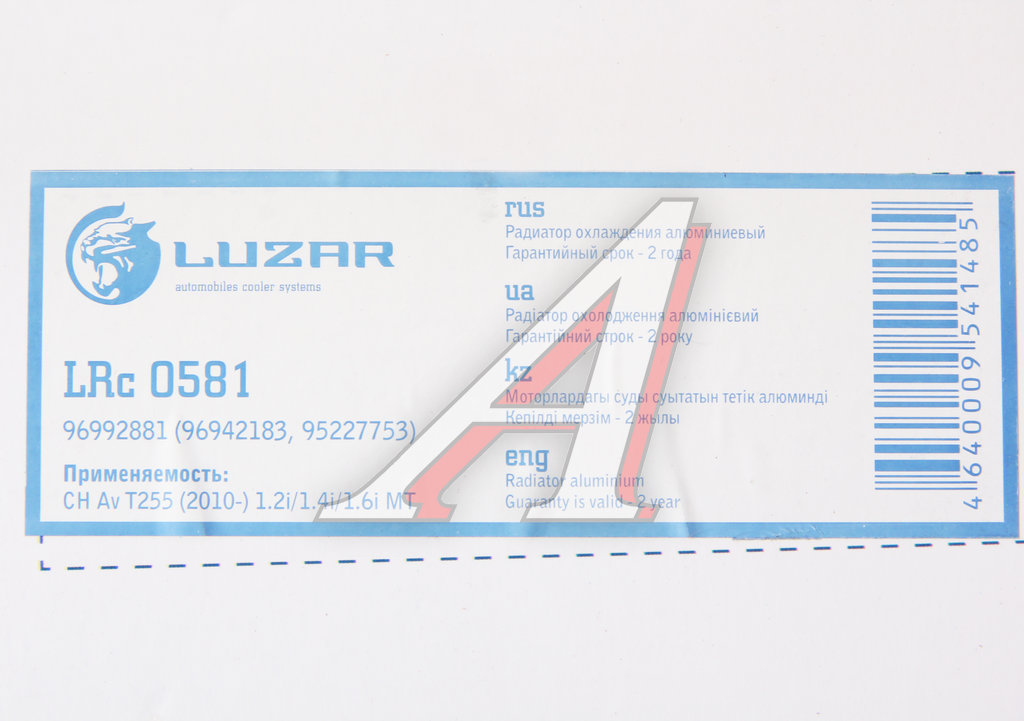 LUZAR
automobiles cooler systems
LRc 0581
96992881 (96942183, 95227753)
Применяемость:
CH Av T255 (2010-) 1.2i/1.4i/1.6i MT
rus
Радиатор охлаждения алюминиевый
Гарантийный срок - 2 года
ua
Радіатор охолодження алюмінієвий
Гарантійний строк - 2 року
kz
Моторлардағы суды суытатын тетік алюминді
Кепілді мерзім - 2 жылы
eng
Radiator aluminium
Guaranty is valid - 2 year
4640009541485